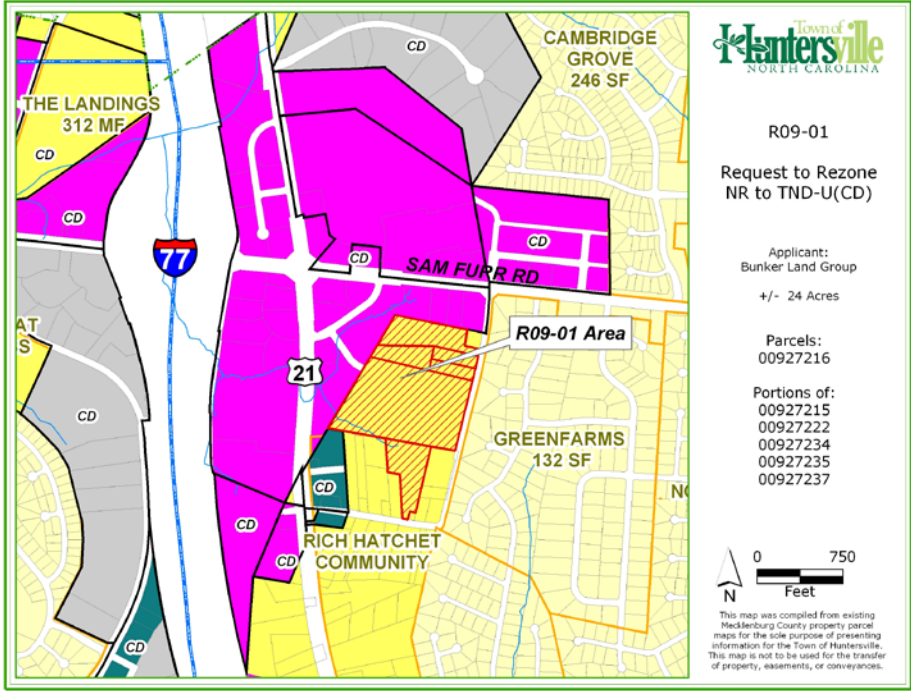 CD
CAMBRIDGE
GROVE
246 SF
THE LANDINGS
312 MF
CD
CD
77
CD
CD
SAM FURR RD
R09-01 Area
21
AT
S
CD
GREENFARMS
132 SF
CD
CD
CD
RICH HATCHET
COMMUNITY
CD
Town of
Huntersville
NORTH CAROLINA
R09-01
Request to Rezone
NR to TND-U(CD)
Applicant:
Bunker Land Group
+/- 24 Acres
Parcels:
00927216
Portions of:
00927215
00927222
00927234
00927235
00927237
0 750
Feet
N
This map was compiled from existing
Mecklenburg County property parcel
maps for the sole purpose of presenting
information for the Town of Huntersville.
This map is not to be used for the transfer
of property, easements, or conveyances.